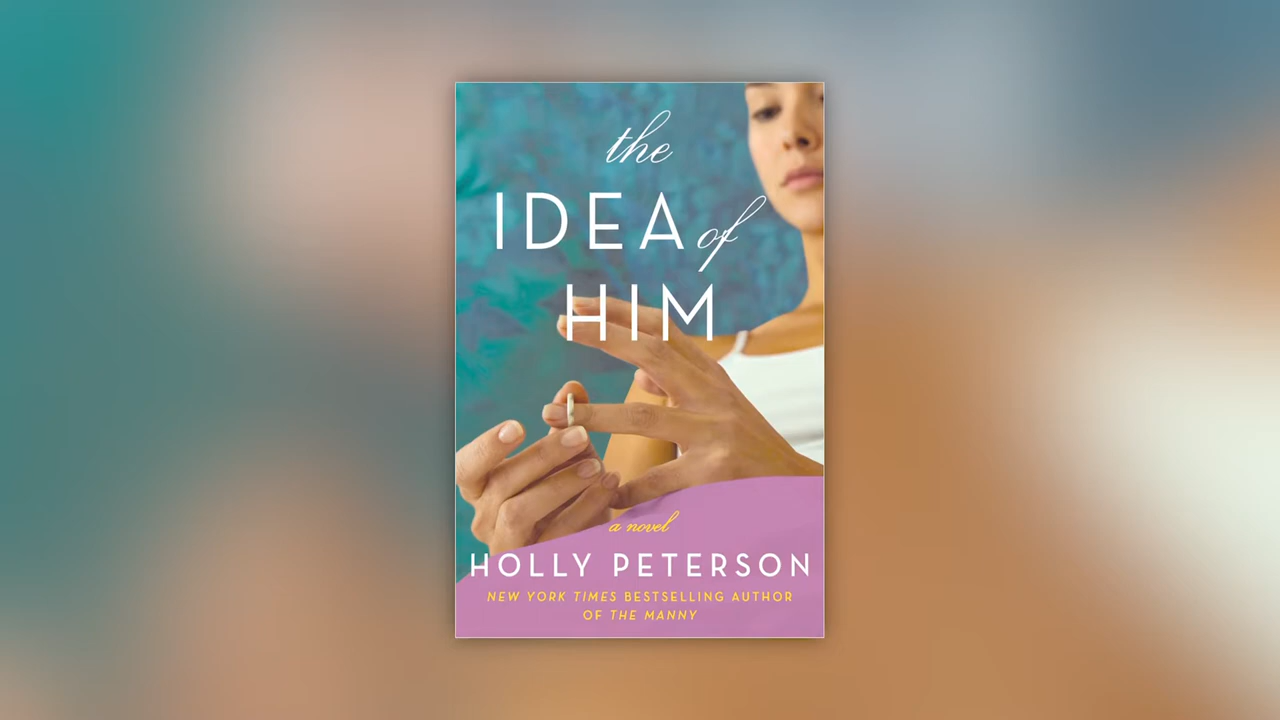 the
IDEA of
HIM
a novel
HOLLY PETERSON
NEW YORK TIMES BESTSELLING AUTHOR
OF THE MANNY